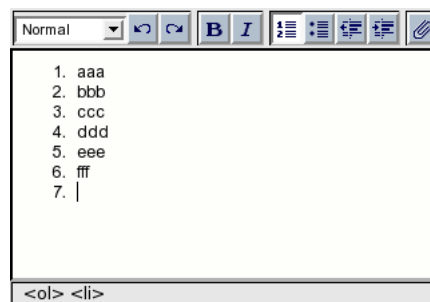 Normal B I
1. aaa
2. bbb
3. ccc
4. ddd
5. eee
6. fff
7.
<ol> <li>